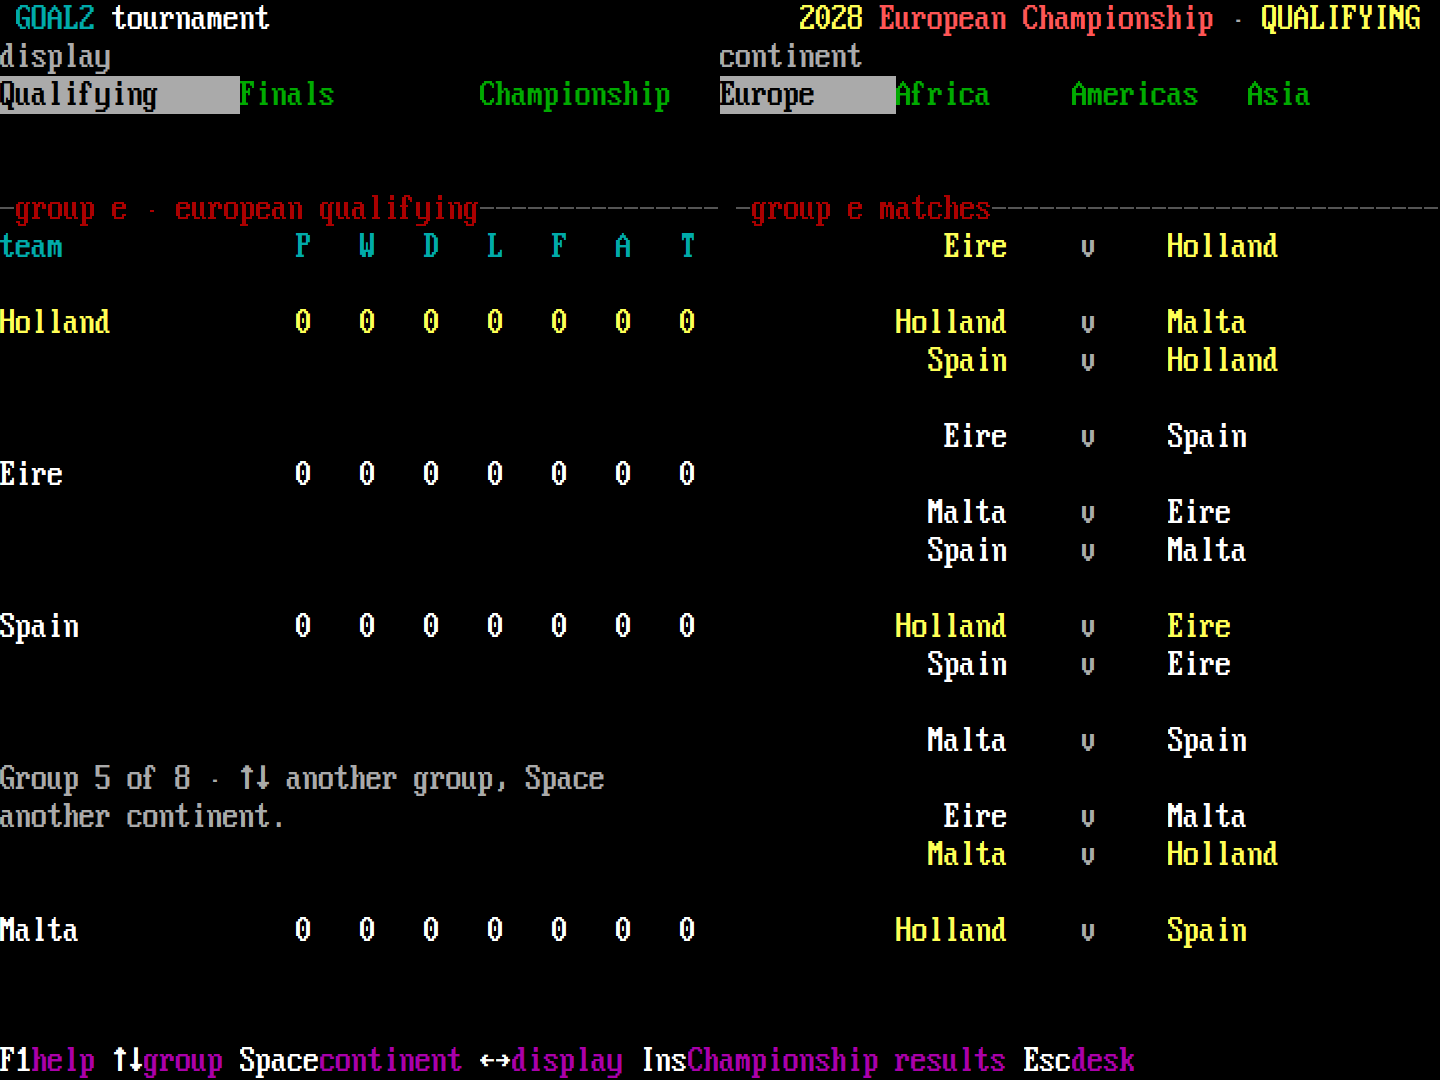 GOAL2 tournament 2028 European Championship · QUALIFYING
display continent
Qualifying Finals Championship Europe Africa Americas Asia
group e · european qualifying group e matches
team P W D L F A T Eire v Holland
Holland 0 0 0 0 0 0 0 Holland v Malta
Spain v Holland
Eire v Spain
Eire 0 0 0 0 0 0 0
Malta v Eire
Spain v Malta
Spain 0 0 0 0 0 0 0 Holland v Eire
Spain v Eire
Malta v Spain
Group 5 of 8 · ↑↓ another group, Space
another continent. Eire v Malta
Malta v Holland
Malta 0 0 0 0 0 0 0 Holland v Spain
F1help ↑↓group Spacecontinent ↔display InsChampionship results Escdesk